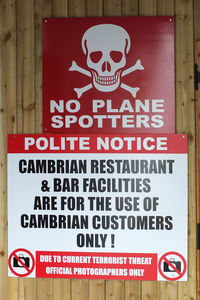 NO PLANE
SPOTTERS
POLITE NOTICE
CAMBRIAN RESTAURANT
& BAR FACILITIES
ARE FOR THE USE OF
CAMBRIAN CUSTOMERS
ONLY !
DUE TO CURRENT TERRORIST THREAT
OFFICIAL PHOTOGRAPHERS ONLY